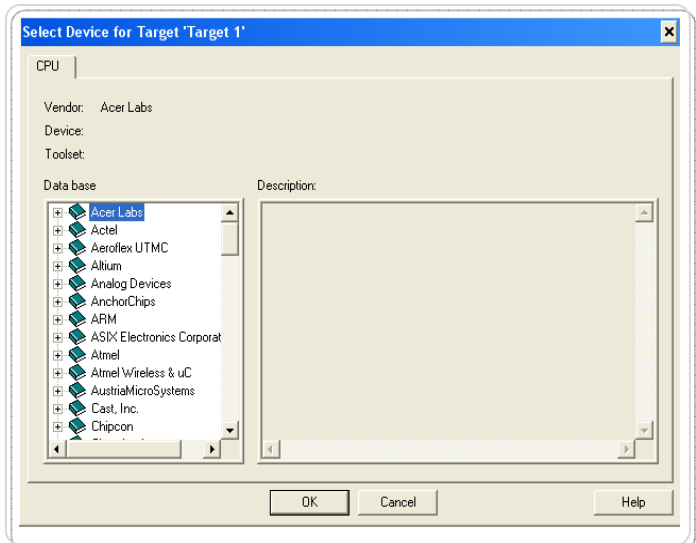 Select Device for Target 'Target 1'
CPU
Vendor: Acer Labs
Device:
Toolset:
Data base
Description:
Acer Labs
Actel
Aeroflex UTMC
Altium
Analog Devices
AnchorChips
ARM
ASIX Electronics Corporat
Atmel
Atmel Wireless & uC
AustriaMicroSystems
Cast, Inc.
Chipcon
OK
Cancel
Help